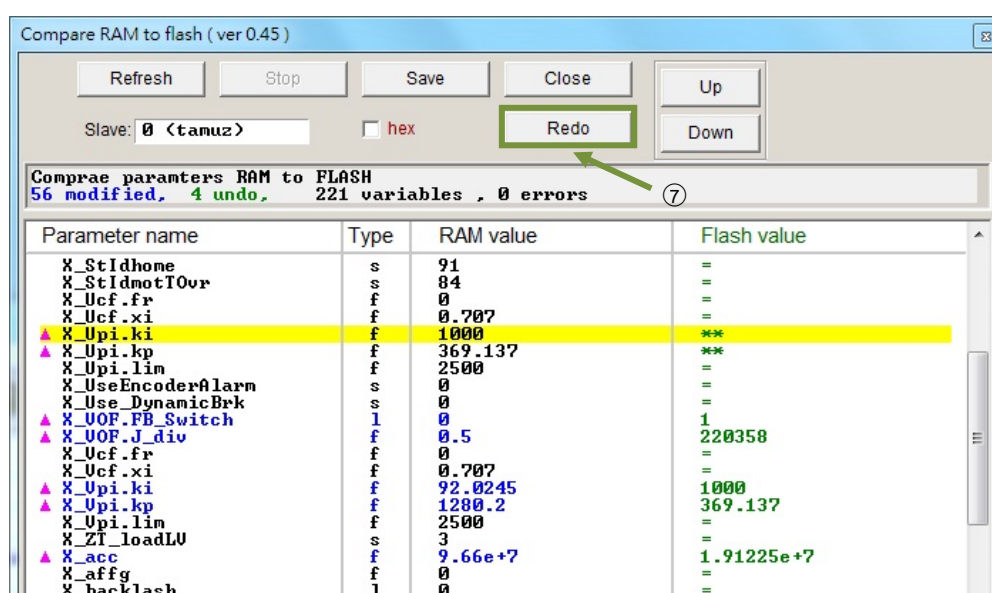 Compare RAM to flash ( ver 0.45 )
Refresh Stop Save Close Up
Slave: 0 (tamuz) hex Redo Down
Comprae paramters RAM to FLASH
56 modified, 4 undo, 221 variables , 0 errors
⑦
Parameter name Type RAM value Flash value
X_StIdhome s 91 =
X_StIdmotTOvr s 84 =
X_Ucf.fr f 0 =
X_Ucf.xi f 0.707 =
▲ X_Upi.ki f 1000 **
▲ X_Upi.kp f 369.137 **
X_Upi.lim f 2500 =
X_UseEncoderAlarm s 0 =
X_Use_DynamicBrk s 0 =
▲ X_VOF.FB_Switch l 0 1
▲ X_VOF.J_div f 0.5 220358
X_Vcf.fr f 0 =
X_Vcf.xi f 0.707 =
▲ X_Vpi.ki f 92.0245 1000
▲ X_Vpi.kp f 1280.2 369.137
X_Vpi.lim f 2500 =
X_ZT_loadLV s 3 =
▲ X_acc f 9.66e+7 1.91225e+7
X_affg f 0 =
X_backlash l 0 =